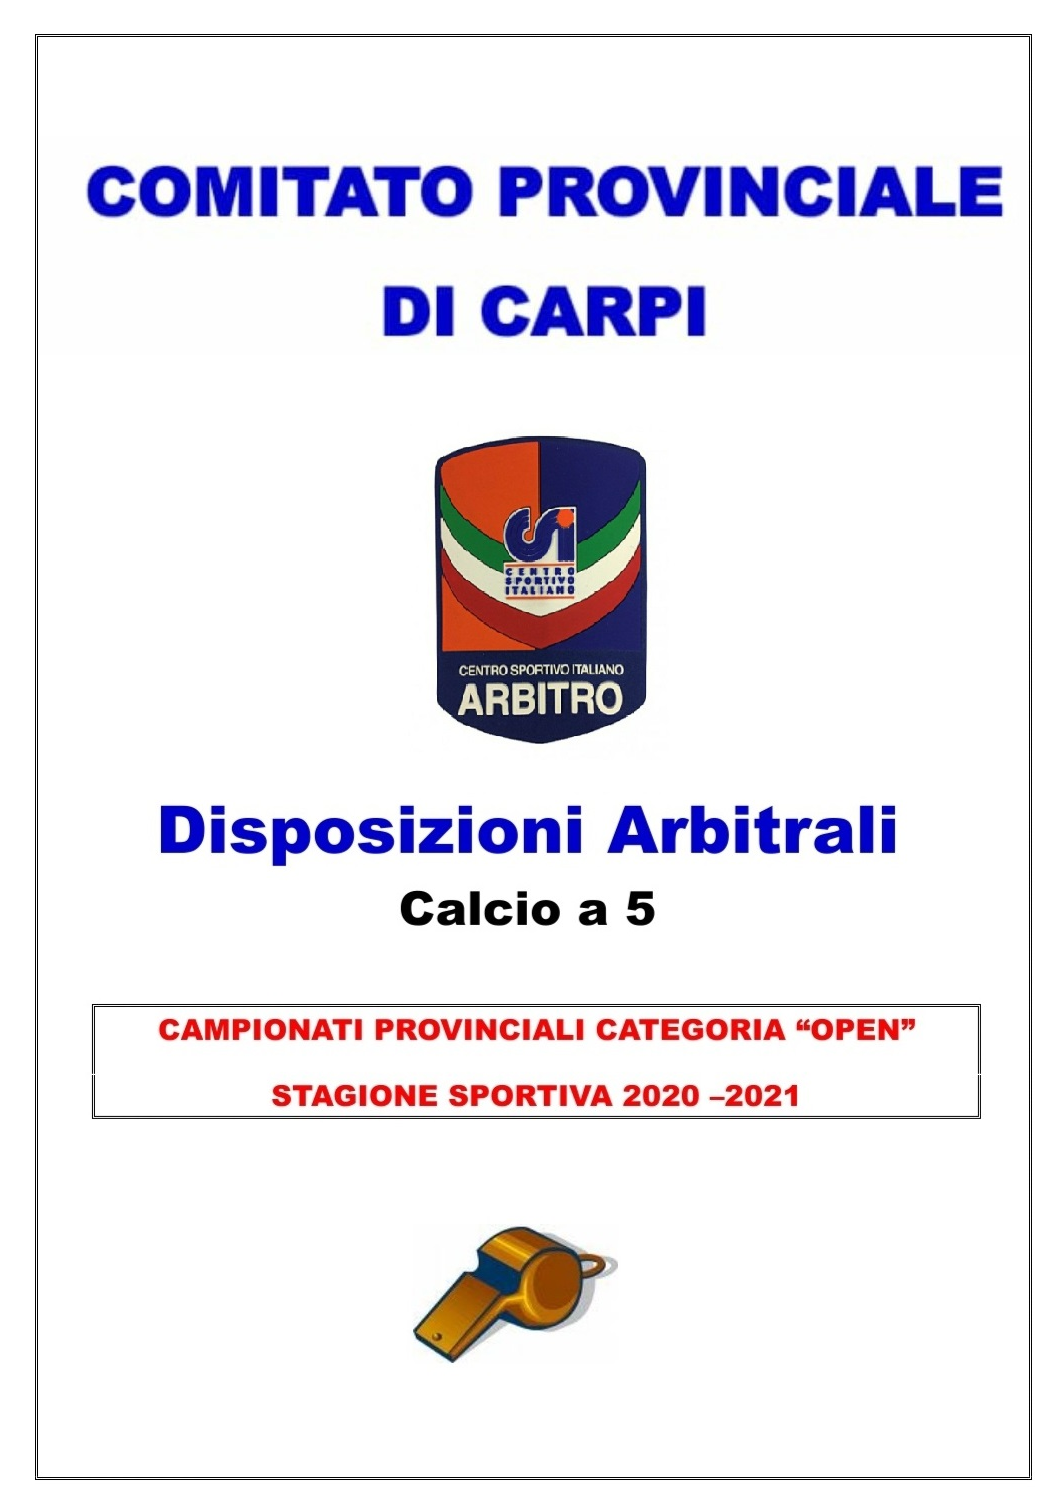 COMITATO PROVINCIALE
DI CARPI
CSI
CENTRO
SPORTIVO
ITALIANO
CENTRO SPORTIVO ITALIANO
ARBITRO
Disposizioni Arbitrali
Calcio a 5
CAMPIONATI PROVINCIALI CATEGORIA “OPEN”
STAGIONE SPORTIVA 2020 –2021